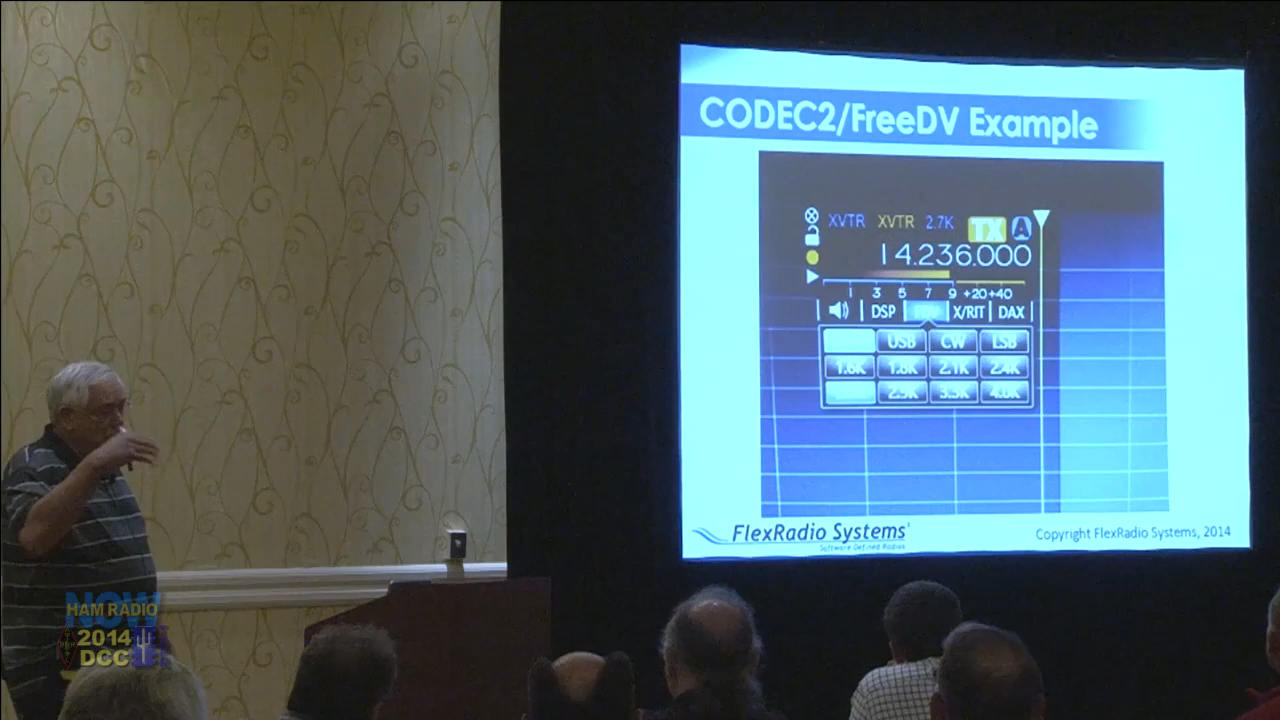 CODEC2/FreeDV Example
XVTR XVTR 2.7K TX A
14.236.000
1 3 5 7 9 +20 +40
DSP X/RIT DAX
USB CW LSB
1.6K 1.8K 2.1K 2.4K
2.9K 3.3K 4.0K
FlexRadio Systems
Software Defined Radios
Copyright FlexRadio Systems, 2014
NOW
HAM RADIO
2014
DCC